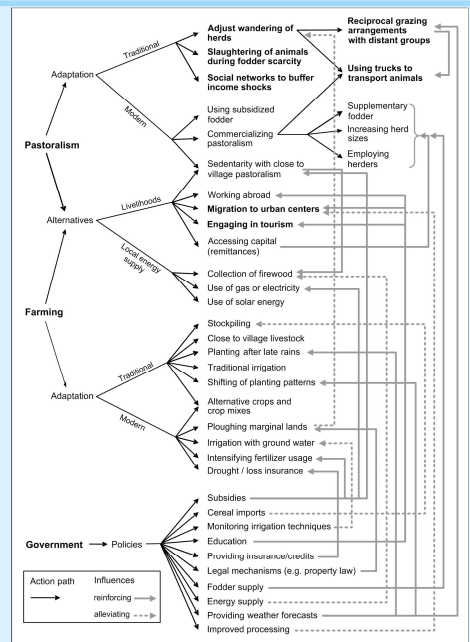 Adjust wandering of
herds
Reciprocal grazing
arrangements
with distant groups
Traditional
Slaughtering of animals
during fodder scarcity
Using trucks to
transport animals
Social networks to buffer
income shocks
Adaptation
Modern
Using subsidized
fodder
Supplementary
fodder
Commercializing
pastoralism
Increasing herd
sizes
Employing
herders
Pastoralism
Sedentarity with close to
village pastoralism
Livelihoods
Working abroad
Migration to urban centers
Alternatives
Engaging in tourism
Accessing capital
(remittances)
Local energy
supply
Collection of firewood
Use of gas or electricity
Use of solar energy
Farming
Stockpiling
Close to village livestock
Planting after late rains
Traditional
Traditional irrigation
Shifting of planting patterns
Adaptation
Alternative crops and
crop mixes
Modern
Ploughing marginal lands
Irrigation with ground water
Intensifying fertilizer usage
Drought / loss insurance
Subsidies
Cereal imports
Monitoring irrigation techniques
Government
Policies
Education
Providing insurance/credits
Legal mechanisms (e.g. property law)
Fodder supply
Energy supply
Providing weather forecasts
Improved processing
Action path
Influences
reinforcing
alleviating